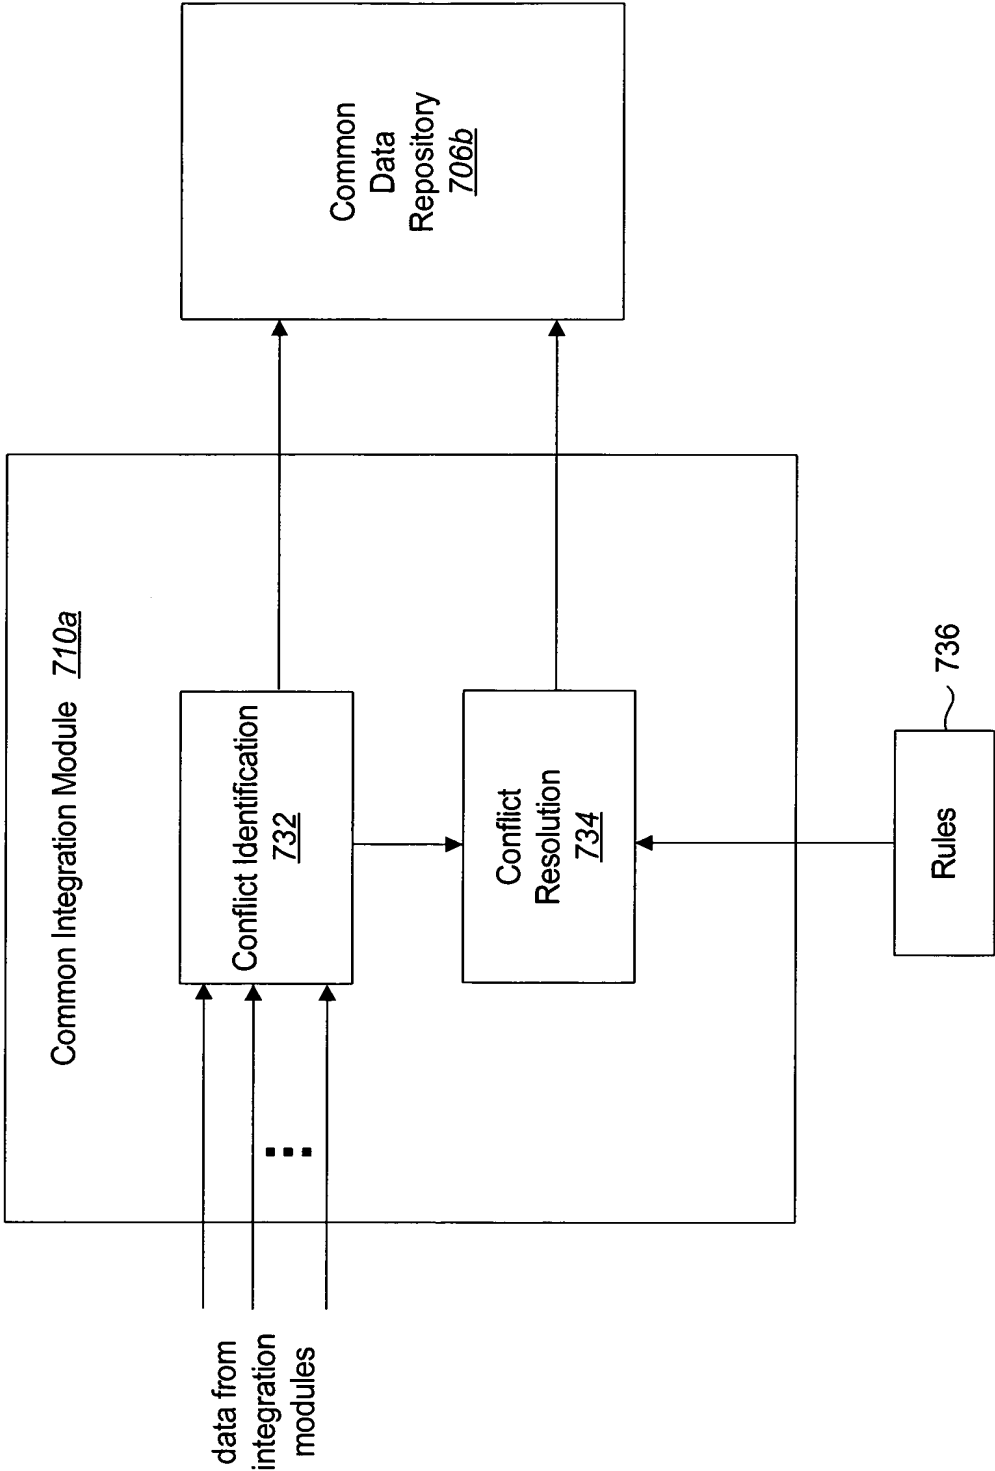 Common Integration Module 710a
Conflict Identification
732
Conflict
Resolution
734
Common
Data
Repository
706b
data from
integration
modules
Rules
736